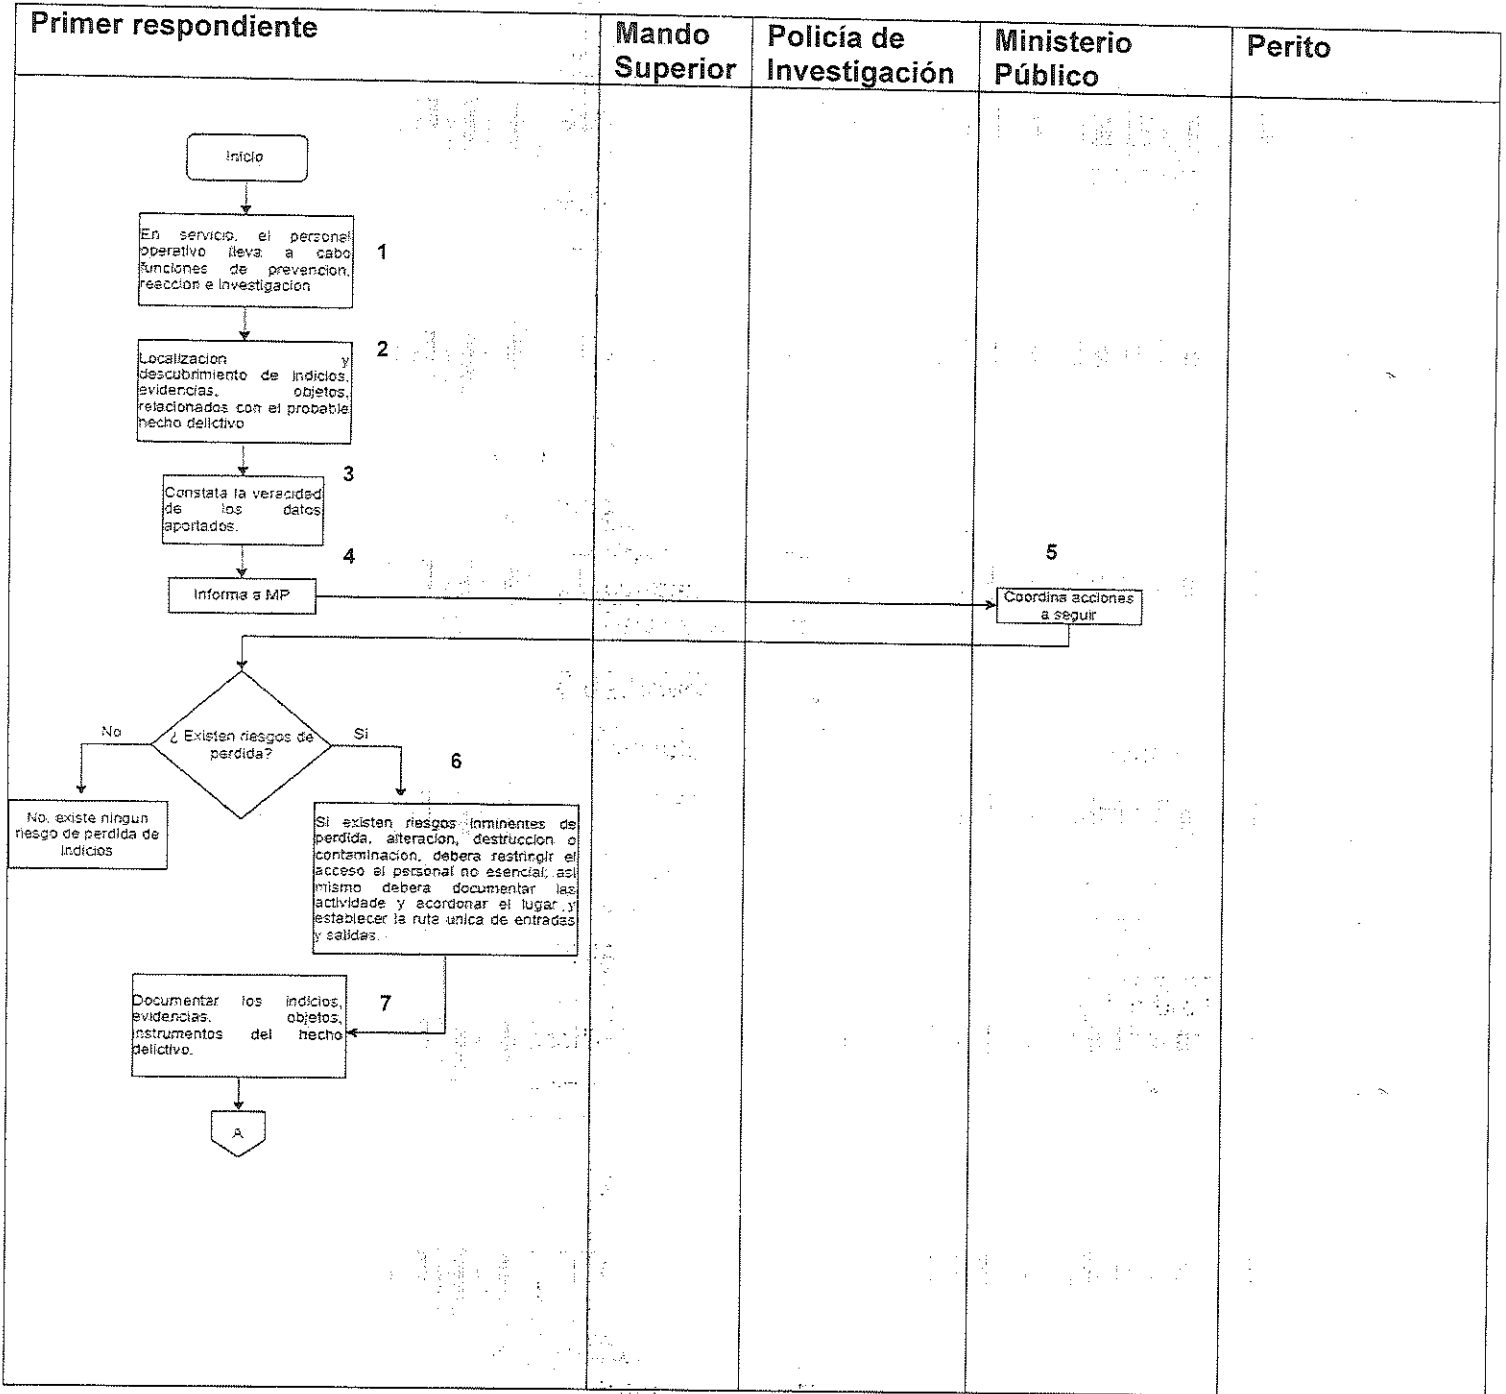 Primer respondiente
Mando
Superior
Policía de
Investigación
Ministerio
Público
Perito
Inicio
En servicio, el personal
operativo lleva a cabo
funciones de prevencion,
reaccion e investigacion
1
Localizacion y
descubrimiento de indicios,
evidencias, objetos,
relacionados con el probable
hecho delictivo
2
Constata la veracidad
de los datos
aportados.
3
Informa a MP
4
5
Coordina acciones
a seguir
¿ Existen riesgos de
perdida?
No
Si
No, existe ningun
riesgo de perdida de
indicios
6
Si existen riesgos inminentes de
perdida, alteracion, destruccion o
contaminacion, debera restringir el
acceso al personal no esencial; asi
mismo debera documentar las
actividade y acordonar el lugar y
establecer la ruta unica de entradas
y salidas.
Documentar los indicios,
evidencias, objetos,
instrumentos del hecho
delictivo.
7
A